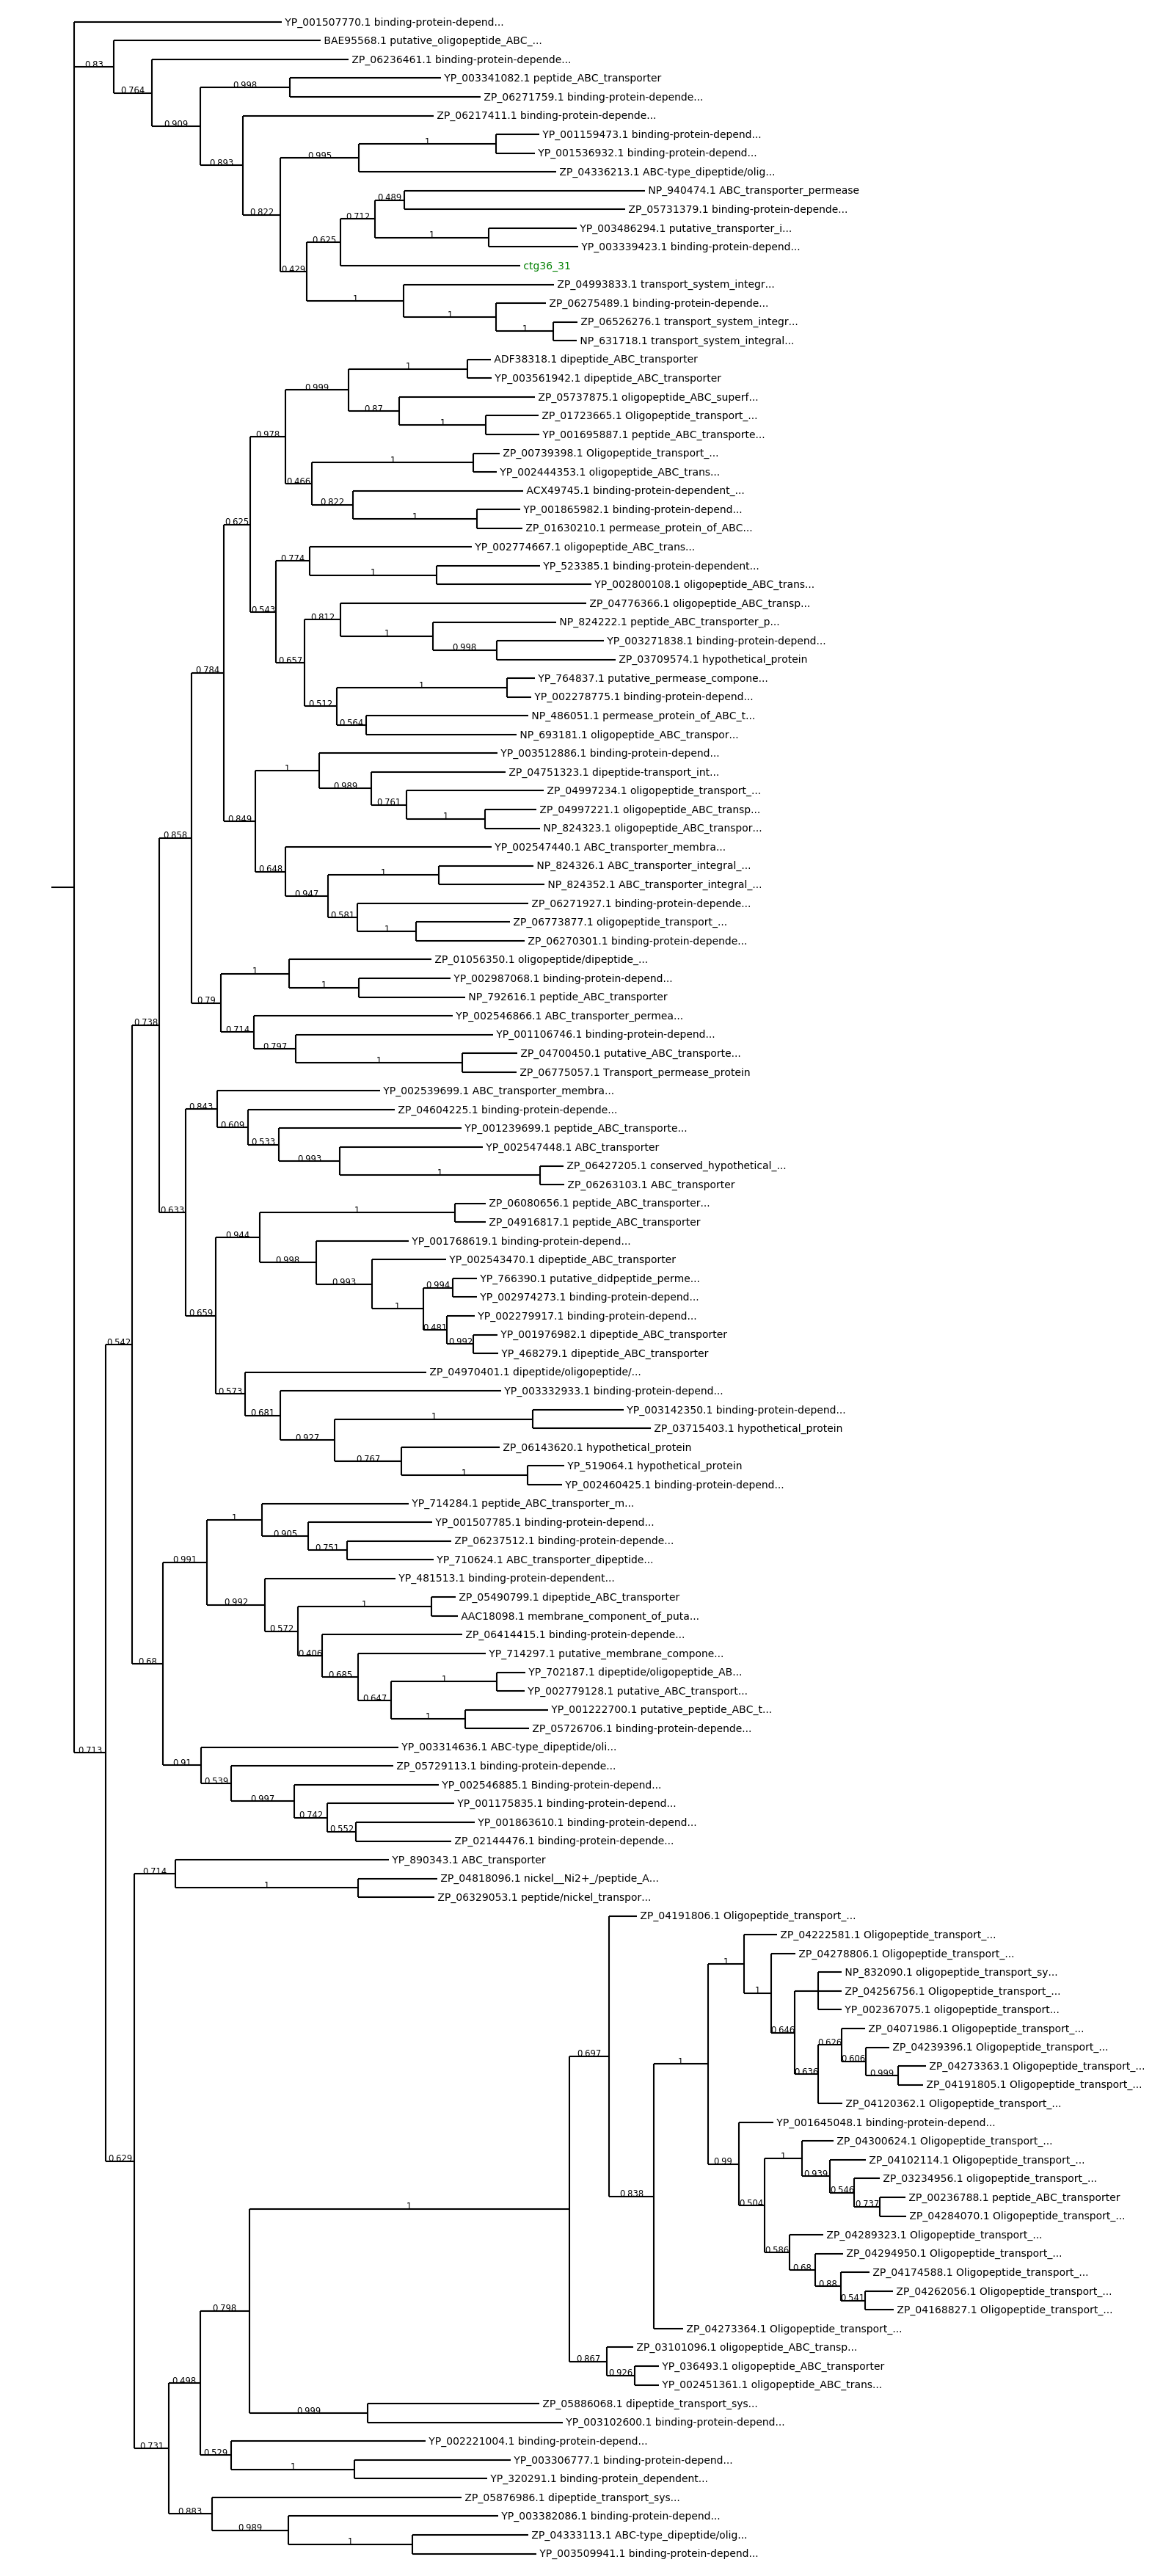 YP_001507770.1 binding-protein-depend...
BAE95568.1 putative_oligopeptide_ABC_...
0.83
ZP_06236461.1 binding-protein-depende...
YP_003341082.1 peptide_ABC_transporter
0.998
0.764
ZP_06271759.1 binding-protein-depende...
ZP_06217411.1 binding-protein-depende...
0.909
YP_001159473.1 binding-protein-depend...
1
YP_001536932.1 binding-protein-depend...
0.995
0.893
ZP_04336213.1 ABC-type_dipeptide/olig...
NP_940474.1 ABC_transporter_permease
0.489
ZP_05731379.1 binding-protein-depende...
0.822
0.712
YP_003486294.1 putative_transporter_i...
1
0.625
YP_003339423.1 binding-protein-depend...
ctg36_31
0.429
ZP_04993833.1 transport_system_integr...
1
ZP_06275489.1 binding-protein-depende...
1
ZP_06526276.1 transport_system_integr...
1
NP_631718.1 transport_system_integral...
ADF38318.1 dipeptide_ABC_transporter
1
YP_003561942.1 dipeptide_ABC_transporter
0.999
ZP_05737875.1 oligopeptide_ABC_superf...
0.87
ZP_01723665.1 Oligopeptide_transport_...
1
YP_001695887.1 peptide_ABC_transporte...
0.978
ZP_00739398.1 Oligopeptide_transport_...
1
YP_002444353.1 oligopeptide_ABC_trans...
0.466
ACX49745.1 binding-protein-dependent_...
0.822
YP_001865982.1 binding-protein-depend...
1
ZP_01630210.1 permease_protein_of_ABC...
0.625
YP_002774667.1 oligopeptide_ABC_trans...
0.774
YP_523385.1 binding-protein-dependent...
1
YP_002800108.1 oligopeptide_ABC_trans...
ZP_04776366.1 oligopeptide_ABC_transp...
0.543
0.812
NP_824222.1 peptide_ABC_transporter_p...
1
YP_003271838.1 binding-protein-depend...
0.998
ZP_03709574.1 hypothetical_protein
0.657
0.784
YP_764837.1 putative_permease_compone...
1
YP_002278775.1 binding-protein-depend...
0.512
NP_486051.1 permease_protein_of_ABC_t...
0.564
NP_693181.1 oligopeptide_ABC_transpor...
YP_003512886.1 binding-protein-depend...
1
ZP_04751323.1 dipeptide-transport_int...
0.989
ZP_04997234.1 oligopeptide_transport_...
0.761
ZP_04997221.1 oligopeptide_ABC_transp...
1
0.849
NP_824323.1 oligopeptide_ABC_transpor...
0.858
YP_002547440.1 ABC_transporter_membra...
0.648
NP_824326.1 ABC_transporter_integral_...
1
NP_824352.1 ABC_transporter_integral_...
0.947
ZP_06271927.1 binding-protein-depende...
0.581
ZP_06773877.1 oligopeptide_transport_...
1
ZP_06270301.1 binding-protein-depende...
ZP_01056350.1 oligopeptide/dipeptide_...
1
YP_002987068.1 binding-protein-depend...
1
NP_792616.1 peptide_ABC_transporter
0.79
YP_002546866.1 ABC_transporter_permea...
0.738
0.714
YP_001106746.1 binding-protein-depend...
0.797
ZP_04700450.1 putative_ABC_transporte...
1
ZP_06775057.1 Transport_permease_protein
YP_002539699.1 ABC_transporter_membra...
0.843
ZP_04604225.1 binding-protein-depende...
0.609
YP_001239699.1 peptide_ABC_transporte...
0.533
YP_002547448.1 ABC_transporter
0.993
ZP_06427205.1 conserved_hypothetical_...
1
ZP_06263103.1 ABC_transporter
ZP_06080656.1 peptide_ABC_transporter...
0.633
1
ZP_04916817.1 peptide_ABC_transporter
0.944
YP_001768619.1 binding-protein-depend...
0.998
YP_002543470.1 dipeptide_ABC_transporter
0.993
YP_766390.1 putative_didpeptide_perme...
0.994
YP_002974273.1 binding-protein-depend...
1
0.659
YP_002279917.1 binding-protein-depend...
0.481
YP_001976982.1 dipeptide_ABC_transporter
0.992
0.542
YP_468279.1 dipeptide_ABC_transporter
ZP_04970401.1 dipeptide/oligopeptide/...
0.573
YP_003332933.1 binding-protein-depend...
0.681
YP_003142350.1 binding-protein-depend...
1
ZP_03715403.1 hypothetical_protein
0.927
ZP_06143620.1 hypothetical_protein
0.767
YP_519064.1 hypothetical_protein
1
YP_002460425.1 binding-protein-depend...
YP_714284.1 peptide_ABC_transporter_m...
1
YP_001507785.1 binding-protein-depend...
0.905
ZP_06237512.1 binding-protein-depende...
0.751
YP_710624.1 ABC_transporter_dipeptide...
0.991
YP_481513.1 binding-protein-dependent...
0.992
ZP_05490799.1 dipeptide_ABC_transporter
1
AAC18098.1 membrane_component_of_puta...
0.572
ZP_06414415.1 binding-protein-depende...
0.406
YP_714297.1 putative_membrane_compone...
0.68
0.685
YP_702187.1 dipeptide/oligopeptide_AB...
1
YP_002779128.1 putative_ABC_transport...
0.647
YP_001222700.1 putative_peptide_ABC_t...
1
ZP_05726706.1 binding-protein-depende...
0.713
YP_003314636.1 ABC-type_dipeptide/oli...
0.91
ZP_05729113.1 binding-protein-depende...
0.539
YP_002546885.1 Binding-protein-depend...
0.997
YP_001175835.1 binding-protein-depend...
0.742
YP_001863610.1 binding-protein-depend...
0.552
ZP_02144476.1 binding-protein-depende...
YP_890343.1 ABC_transporter
0.714
ZP_04818096.1 nickel__Ni2+_/peptide_A...
1
ZP_06329053.1 peptide/nickel_transpor...
ZP_04191806.1 Oligopeptide_transport_...
ZP_04222581.1 Oligopeptide_transport_...
1
ZP_04278806.1 Oligopeptide_transport_...
1
NP_832090.1 oligopeptide_transport_sy...
ZP_04256756.1 Oligopeptide_transport_...
YP_002367075.1 oligopeptide_transport...
0.646
ZP_04071986.1 Oligopeptide_transport_...
0.626
ZP_04239396.1 Oligopeptide_transport_...
0.697
1
0.606
ZP_04273363.1 Oligopeptide_transport_...
0.636
0.999
ZP_04191805.1 Oligopeptide_transport_...
ZP_04120362.1 Oligopeptide_transport_...
YP_001645048.1 binding-protein-depend...
ZP_04300624.1 Oligopeptide_transport_...
0.629
0.99
1
ZP_04102114.1 Oligopeptide_transport_...
0.939
ZP_03234956.1 oligopeptide_transport_...
0.546
0.838
ZP_00236788.1 peptide_ABC_transporter
0.504
0.737
1
ZP_04284070.1 Oligopeptide_transport_...
ZP_04289323.1 Oligopeptide_transport_...
0.586
ZP_04294950.1 Oligopeptide_transport_...
0.68
ZP_04174588.1 Oligopeptide_transport_...
0.88
ZP_04262056.1 Oligopeptide_transport_...
0.541
0.798
ZP_04168827.1 Oligopeptide_transport_...
ZP_04273364.1 Oligopeptide_transport_...
ZP_03101096.1 oligopeptide_ABC_transp...
0.867
YP_036493.1 oligopeptide_ABC_transporter
0.926
0.498
YP_002451361.1 oligopeptide_ABC_trans...
ZP_05886068.1 dipeptide_transport_sys...
0.999
YP_003102600.1 binding-protein-depend...
YP_002221004.1 binding-protein-depend...
0.731
0.529
YP_003306777.1 binding-protein-depend...
1
YP_320291.1 binding-protein_dependent...
ZP_05876986.1 dipeptide_transport_sys...
0.883
YP_003382086.1 binding-protein-depend...
0.989
ZP_04333113.1 ABC-type_dipeptide/olig...
1
YP_003509941.1 binding-protein-depend...